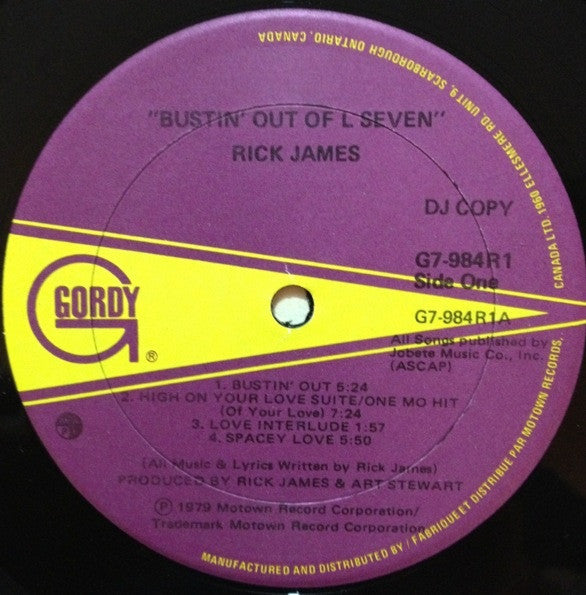 "BUSTIN' OUT OF L SEVEN"
RICK JAMES
DJ COPY
G7-984R1
Side One
G7-984R1A
All Songs published by
Jobete Music Co., Inc.
(ASCAP)
GORDY
®
1. BUSTIN' OUT 5:24
2. HIGH ON YOUR LOVE SUITE/ONE MO HIT
(Of Your Love) 7:24
3. LOVE INTERLUDE 1:57
4. SPACEY LOVE 5:50
(All Music & Lyrics Written by Rick James)
PRODUCED BY RICK JAMES & ART STEWART
Ⓟ 1979 Motown Record Corporation/
Trademark Motown Record Corporation
MANUFACTURED AND DISTRIBUTED BY / FABRIQUE ET DISTRIBUE PAR MOTOWN RECORDS, CANADA LTD. 1960 ELLESMERE RD, UNIT 9, SCARBOROUGH ONTARIO, CANADA